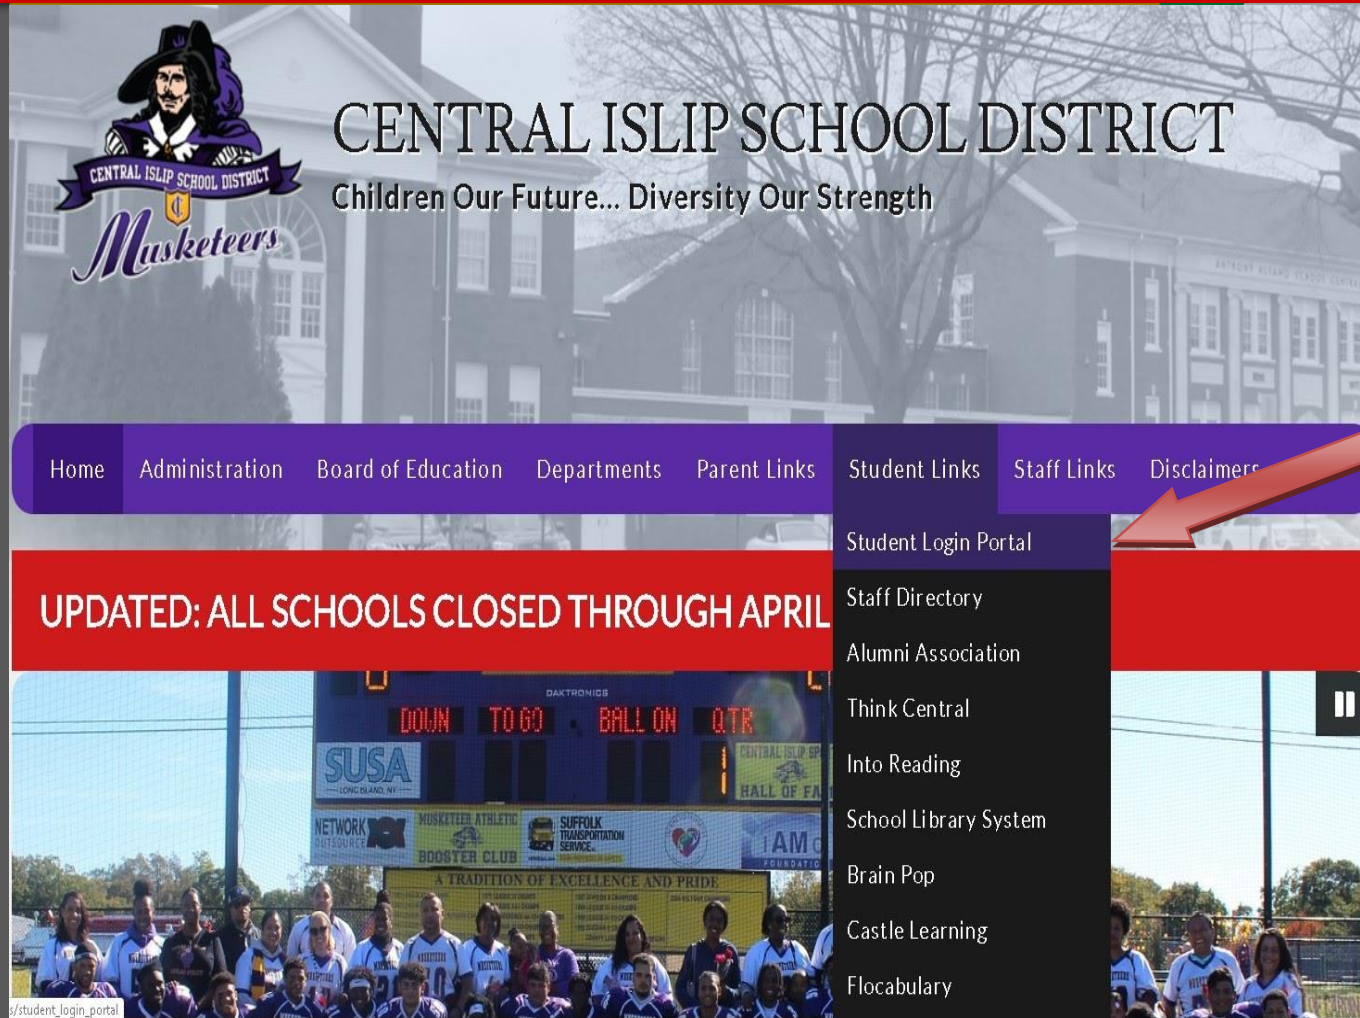 CENTRAL ISLIP SCHOOL DISTRICT
Children Our Future... Diversity Our Strength
CENTRAL ISLIP SCHOOL DISTRICT
Musketeers
Home Administration Board of Education Departments Parent Links Student Links Staff Links Disclaimers
Student Login Portal
Staff Directory
Alumni Association
Think Central
Into Reading
School Library System
Brain Pop
Castle Learning
Flocabulary
UPDATED: ALL SCHOOLS CLOSED THROUGH APRIL
DAKTRONICS
DOWN TO GO BALL ON QTR
SUSA
LONG ISLAND, NY
CENTRAL ISLIP
HALL OF
NETWORK
OUTSOURCE
MUSKETEER ATHLETIC
BOOSTER CLUB
SUFFOLK
TRANSPORTATION
SERVICE
I AM
A TRADITION OF EXCELLENCE AND PRIDE
s/student_login_portal